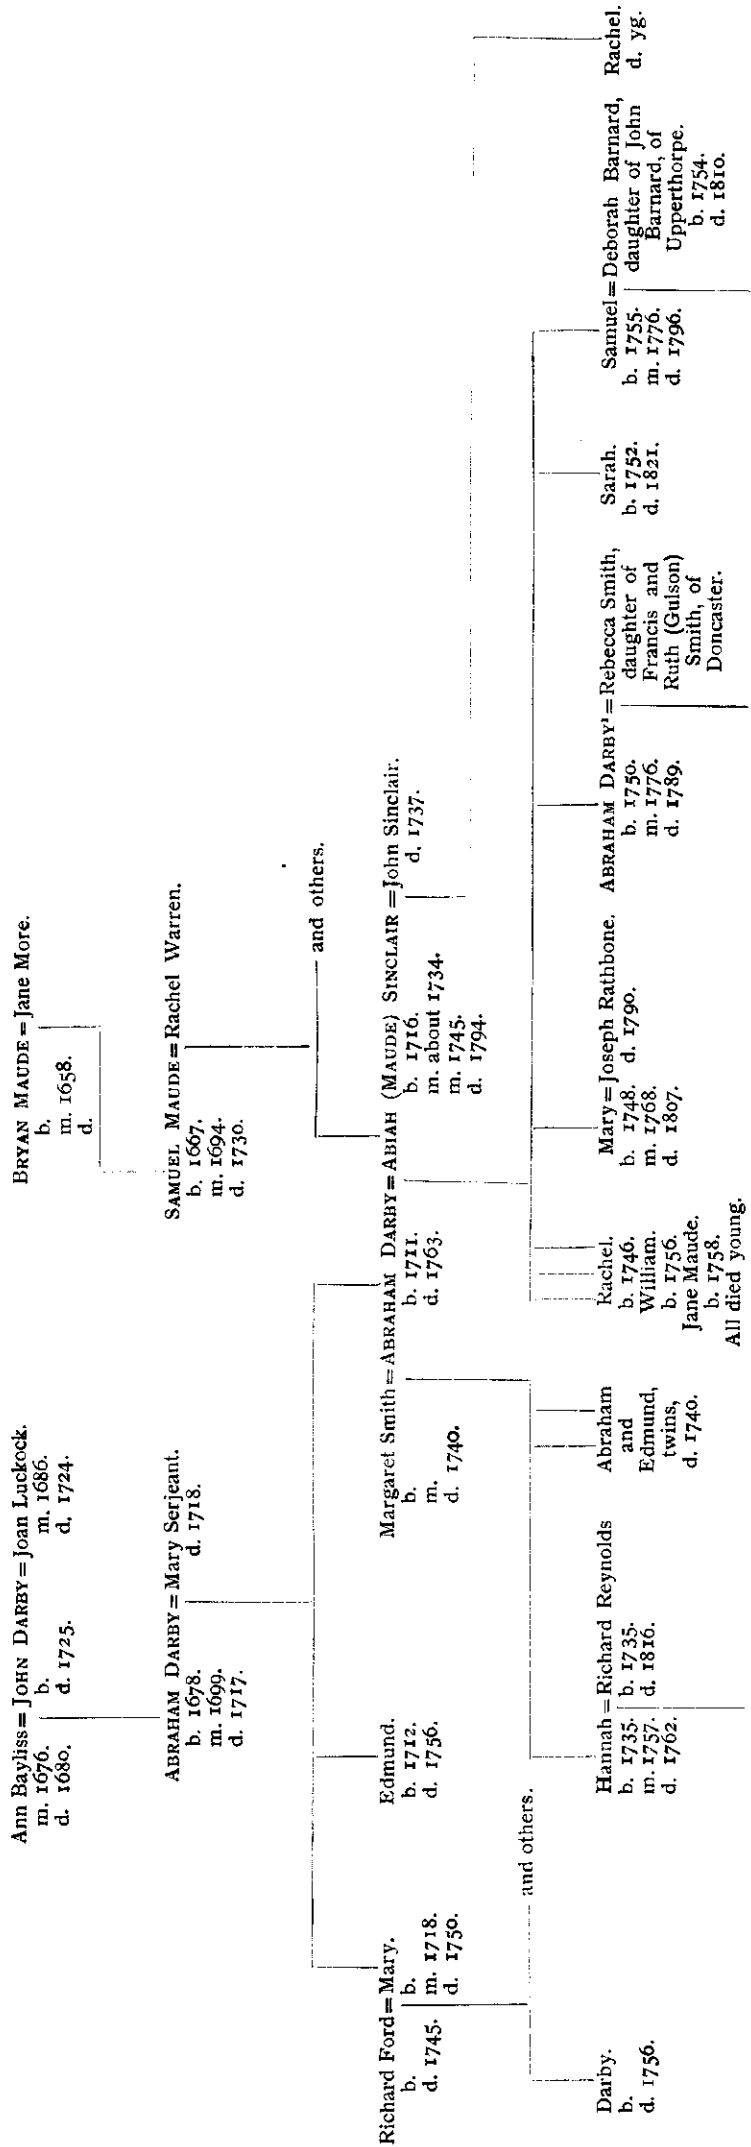 Ann Bayliss = JOHN DARBY = Joan Luckock.
m. 1676. b. m. 1686.
d. 1680. d. 1725. d. 1724.
BRYAN MAUDE = Jane More.
b.
m. 1658.
d.
ABRAHAM DARBY = Mary Serjeant.
b. 1678. d. 1718.
m. 1699.
d. 1717.
SAMUEL MAUDE = Rachel Warren.
b. 1667.
m. 1694.
d. 1730.
and others.
Richard Ford = Mary.
b. b.
d. 1745. m. 1718.
d. 1750.
Edmund.
b. 1712.
d. 1756.
Margaret Smith = ABRAHAM DARBY = ABIAH (MAUDE) SINCLAIR = John Sinclair.
b. b. 1711. b. 1716. d. 1737.
m. d. 1763. m. about 1734.
d. 1740. m. 1745.
d. 1794.
and others.
Darby.
b.
d. 1756.
Hannah = Richard Reynolds
b. 1735. b. 1735.
m. 1757. d. 1816.
d. 1762.
Abraham
and
Edmund,
twins,
d. 1740.
Rachel.
b. 1746.
William.
b. 1756.
Jane Maude.
b. 1758.
All died young.
Mary = Joseph Rathbone.
b. 1748. d. 1790.
m. 1768.
d. 1807.
ABRAHAM DARBY¹ = Rebecca Smith,
b. 1750. daughter of
m. 1776. Francis and
d. 1789. Ruth (Gulson)
Smith, of
Doncaster.
Sarah.
b. 1752.
d. 1821.
Samuel = Deborah Barnard,
b. 1755. daughter of John
m. 1776. Barnard, of
d. 1796. Upperthorpe.
b. 1754.
d. 1810.
Rachel.
d. yg.